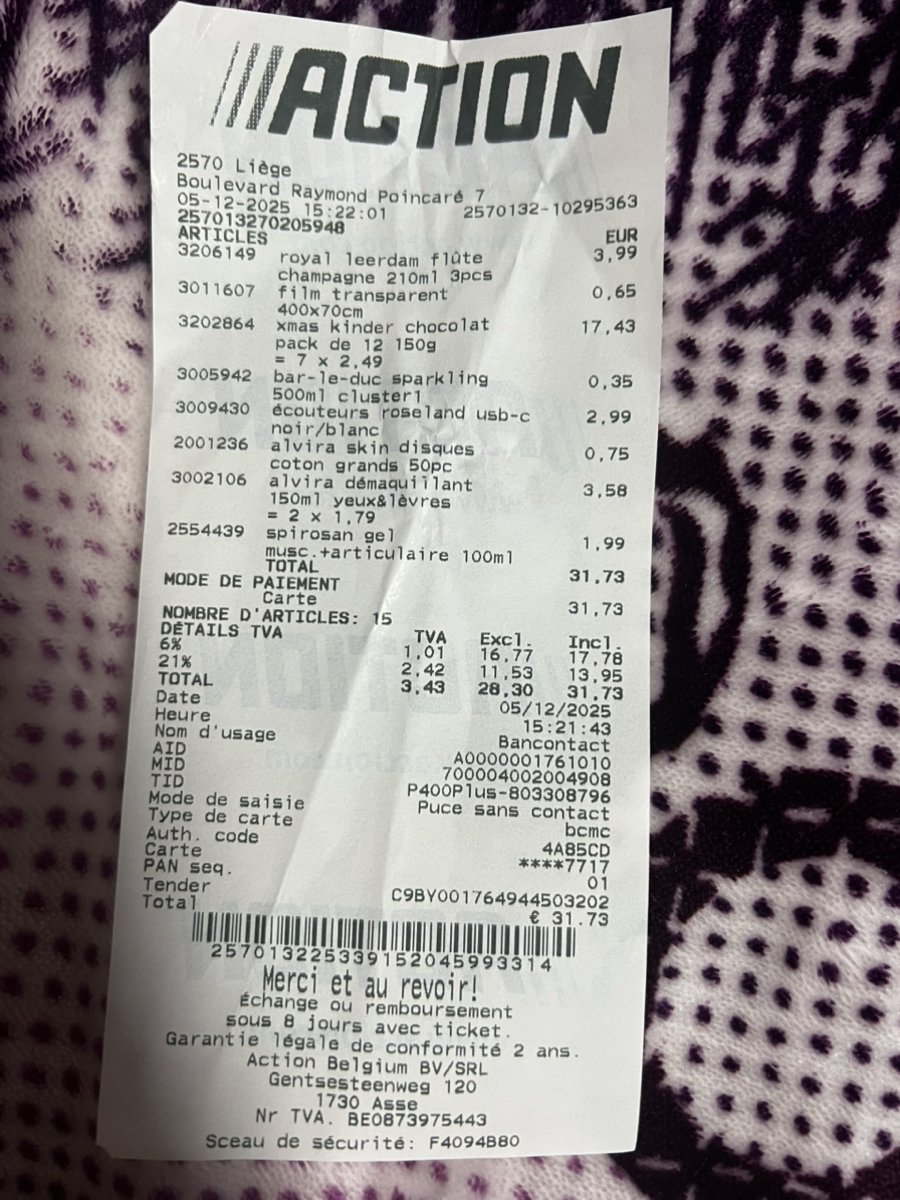 ACTION
2570 Liège
Boulevard Raymond Poincaré 7
05-12-2025 15:22:01 2570132-10295363
257013270205948
ARTICLES EUR
3206149 royal leerdam flûte 3,99
champagne 210ml 3pcs
3011607 film transparent 0,65
400x70cm
3202864 xmas kinder chocolat 17,43
pack de 12 150g
= 7 x 2,49
3005942 bar-le-duc sparkling 0,35
500ml cluster1
3009430 écouteurs roseland usb-c 2,99
noir/blanc
2001236 alvira skin disques 0,75
coton grands 50pc
3002106 alvira démaquillant 3,58
150ml yeux&lèvres
= 2 x 1,79
2554439 spirosan gel 1,99
musc.+articulaire 100ml
TOTAL 31,73
MODE DE PAIEMENT
Carte 31,73
NOMBRE D'ARTICLES: 15
DÉTAILS TVA TVA Excl. Incl.
6% 1,01 16,77 17,78
21% 2,42 11,53 13,95
TOTAL 3,43 28,30 31,73
Date 05/12/2025
Heure 15:21:43
Nom d'usage Bancontact
AID A0000001761010
MID 700004002004908
TID P400Plus-803308796
Mode de saisie Puce sans contact
Type de carte bcmc
Auth. code 4A85CD
Carte ****7717
PAN seq. 01
Tender C9BY001764944503202
Total € 31.73
257013225339152045993314
Merci et au revoir!
Échange ou remboursement
sous 8 jours avec ticket.
Garantie légale de conformité 2 ans.
Action Belgium BV/SRL
Gentsesteenweg 120
1730 Asse
Nr TVA. BE0873975443
Sceau de sécurité: F4094B80